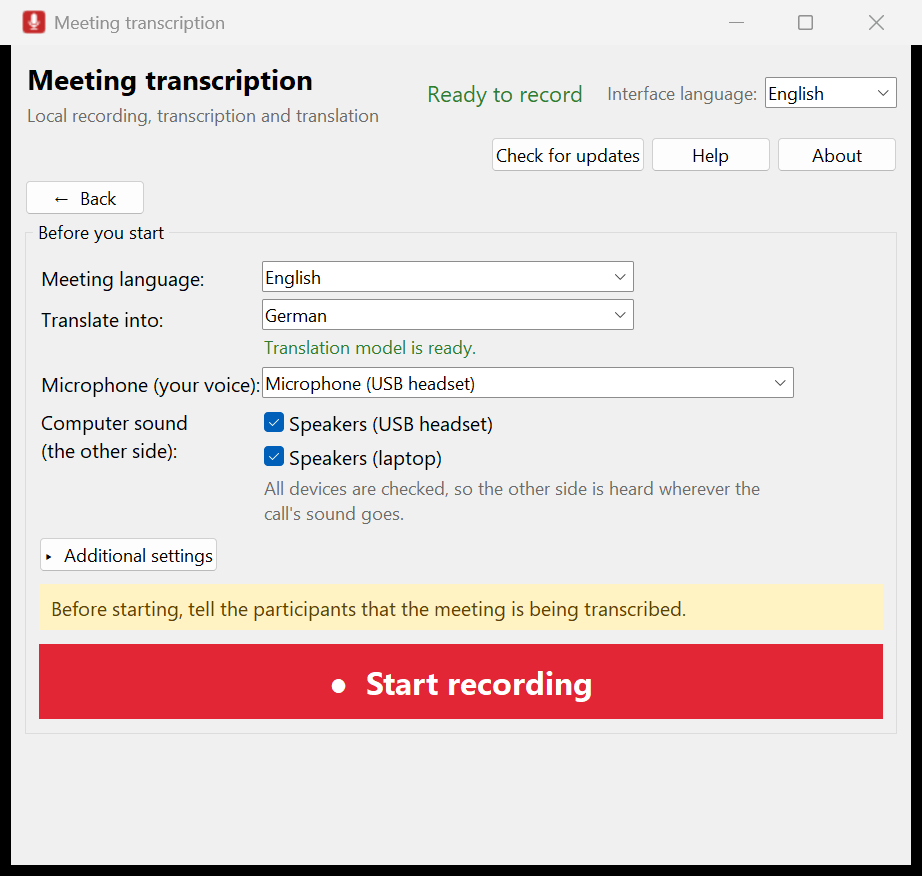 Meeting transcription
Meeting transcription
Local recording, transcription and translation
Ready to record
Interface language: English
Check for updates Help About
← Back
Before you start
Meeting language: English
Translate into: German
Translation model is ready.
Microphone (your voice): Microphone (USB headset)
Computer sound
(the other side):
Speakers (USB headset)
Speakers (laptop)
All devices are checked, so the other side is heard wherever the
call's sound goes.
▸ Additional settings
Before starting, tell the participants that the meeting is being transcribed.
● Start recording